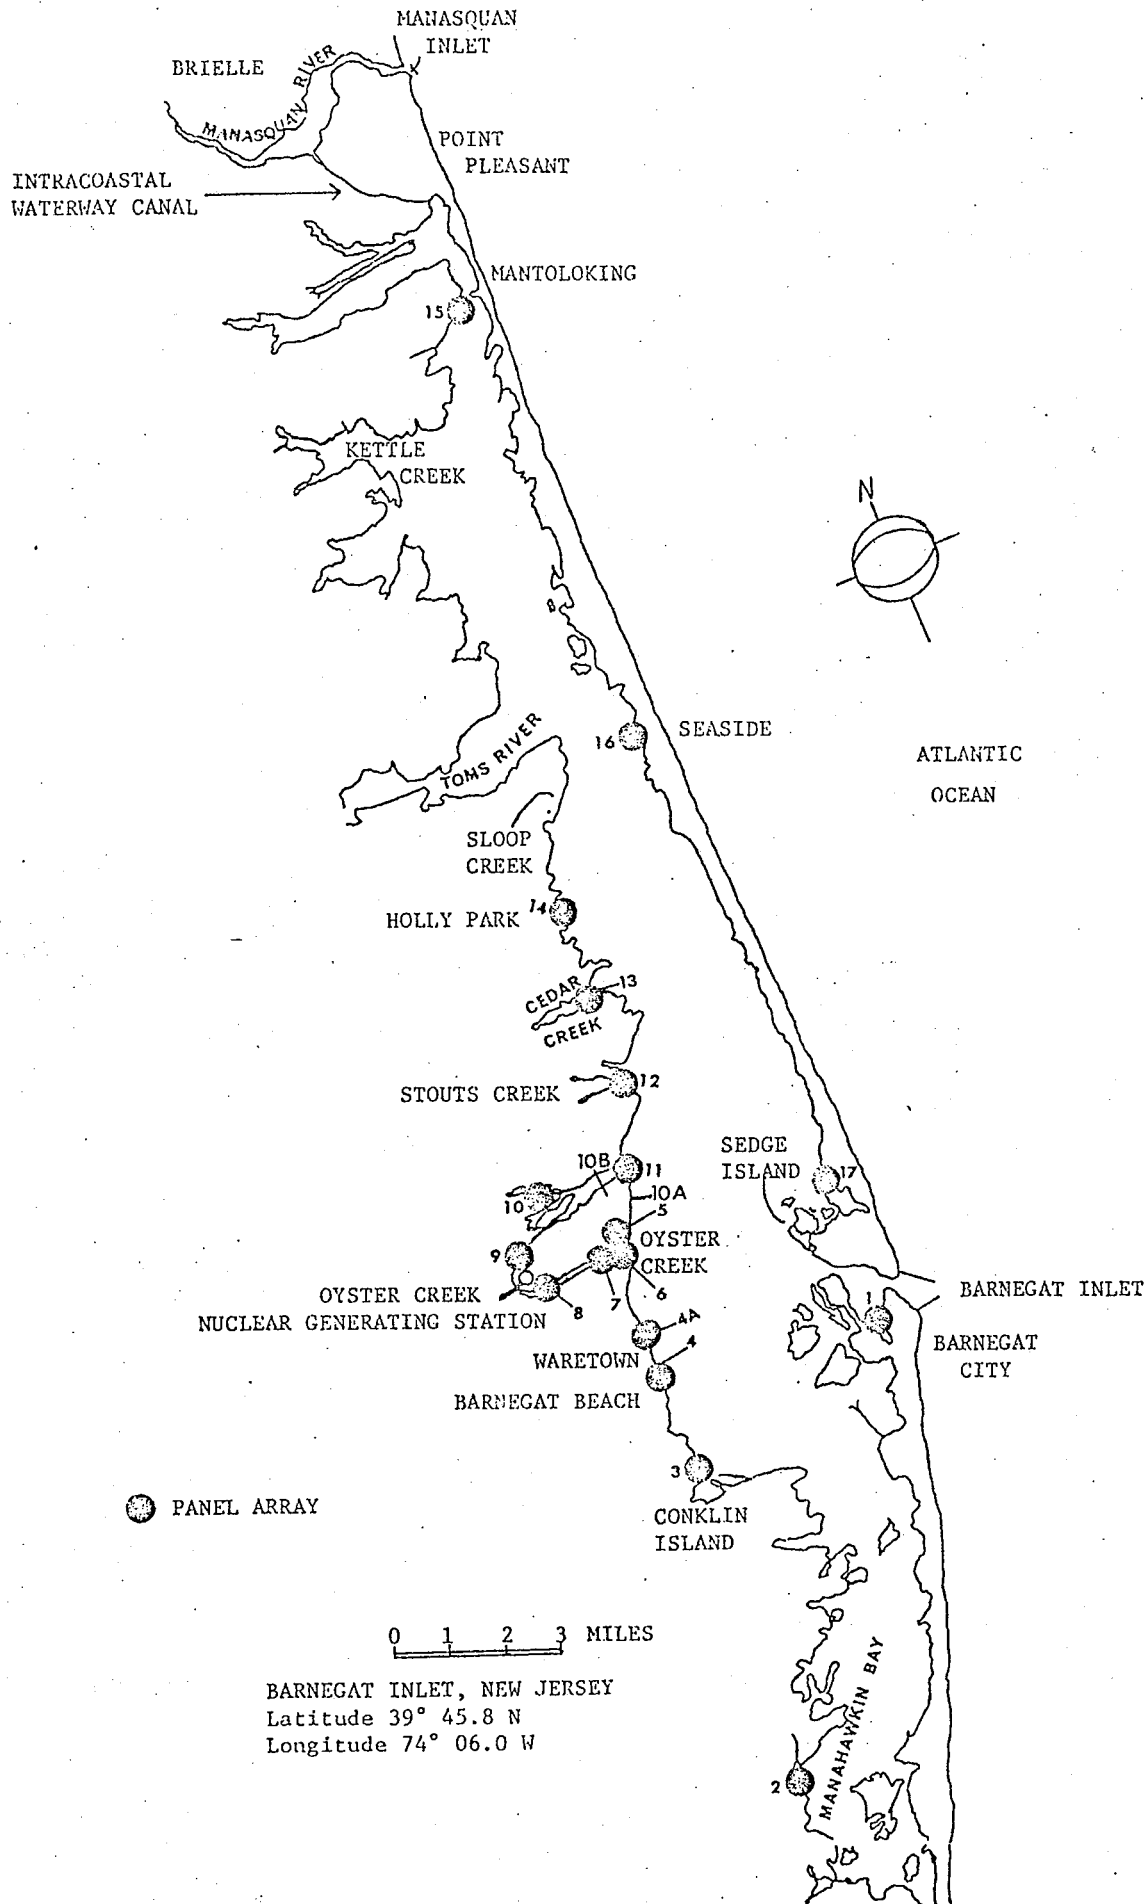 MANASQUAN
INLET
BRIELLE
MANASQUAN RIVER
POINT
PLEASANT
INTRACOASTAL
WATERWAY CANAL
MANTOLOKING
15
KETTLE
CREEK
N
16
SEASIDE
TOMS RIVER
ATLANTIC
OCEAN
SLOOP
CREEK
14
HOLLY PARK
13
CEDAR
CREEK
12
STOUTS CREEK
SEDGE
ISLAND
17
10B
11
10
10A
5
OYSTER
CREEK
9
6
7
8
OYSTER CREEK
NUCLEAR GENERATING STATION
BARNEGAT INLET
1
4A
4
WARETOWN
BARNEGAT
CITY
BARNEGAT BEACH
3
PANEL ARRAY
CONKLIN
ISLAND
0 1 2 3 MILES
BARNEGAT INLET, NEW JERSEY
Latitude 39° 45.8 N
Longitude 74° 06.0 W
MANAHAWKIN BAY
2